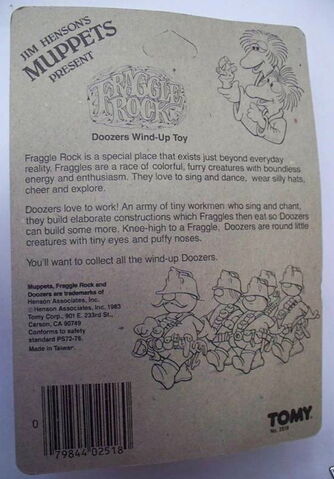 JIM HENSON'S
MUPPETS
PRESENT
FRAGGLE
ROCK
Doozers Wind-Up Toy
Fraggle Rock is a special place that exists just beyond everyday
reality. Fraggles are a race of colorful, furry creatures with boundless
energy and enthusiasm. They love to sing and dance, wear silly hats,
cheer and explore.
Doozers love to work! An army of tiny workmen who sing and chant,
they build elaborate constructions which Fraggles then eat so Doozers
can build some more. Knee-high to a Fraggle, Doozers are round little
creatures with tiny eyes and puffy noses.
You'll want to collect all the wind-up Doozers.
Muppets, Fraggle Rock and
Doozers are trademarks of
Henson Associates, Inc.
© Henson Associates, Inc. 1983
Tomy Corp., 901 E. 233rd St.,
Carson, CA 90749
Conforms to safety
standard PS72-76.
Made in Taiwan.
0
79844 02518
TOMY
No. 2518